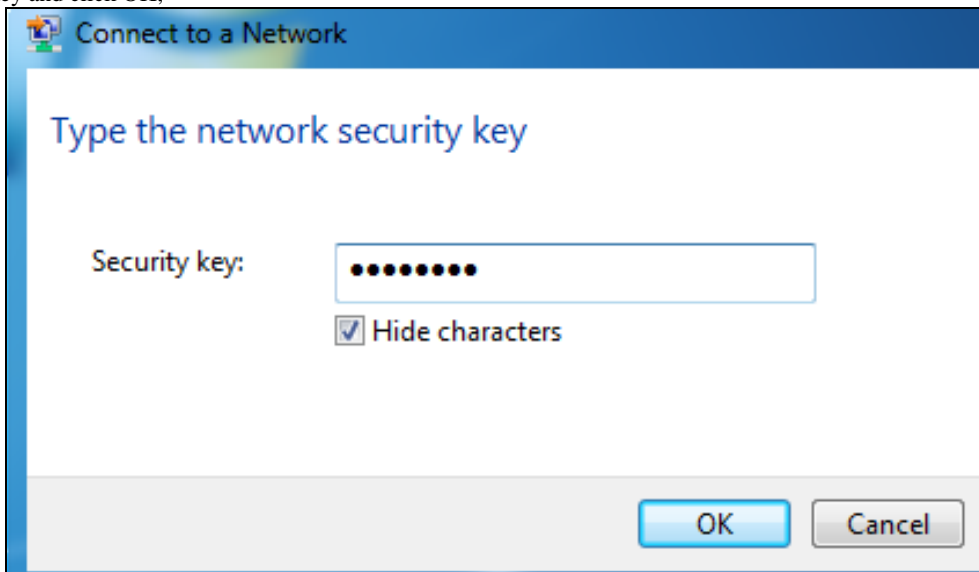 Connect to a Network
Type the network security key
Security key:
••••••••
Hide characters
OK Cancel